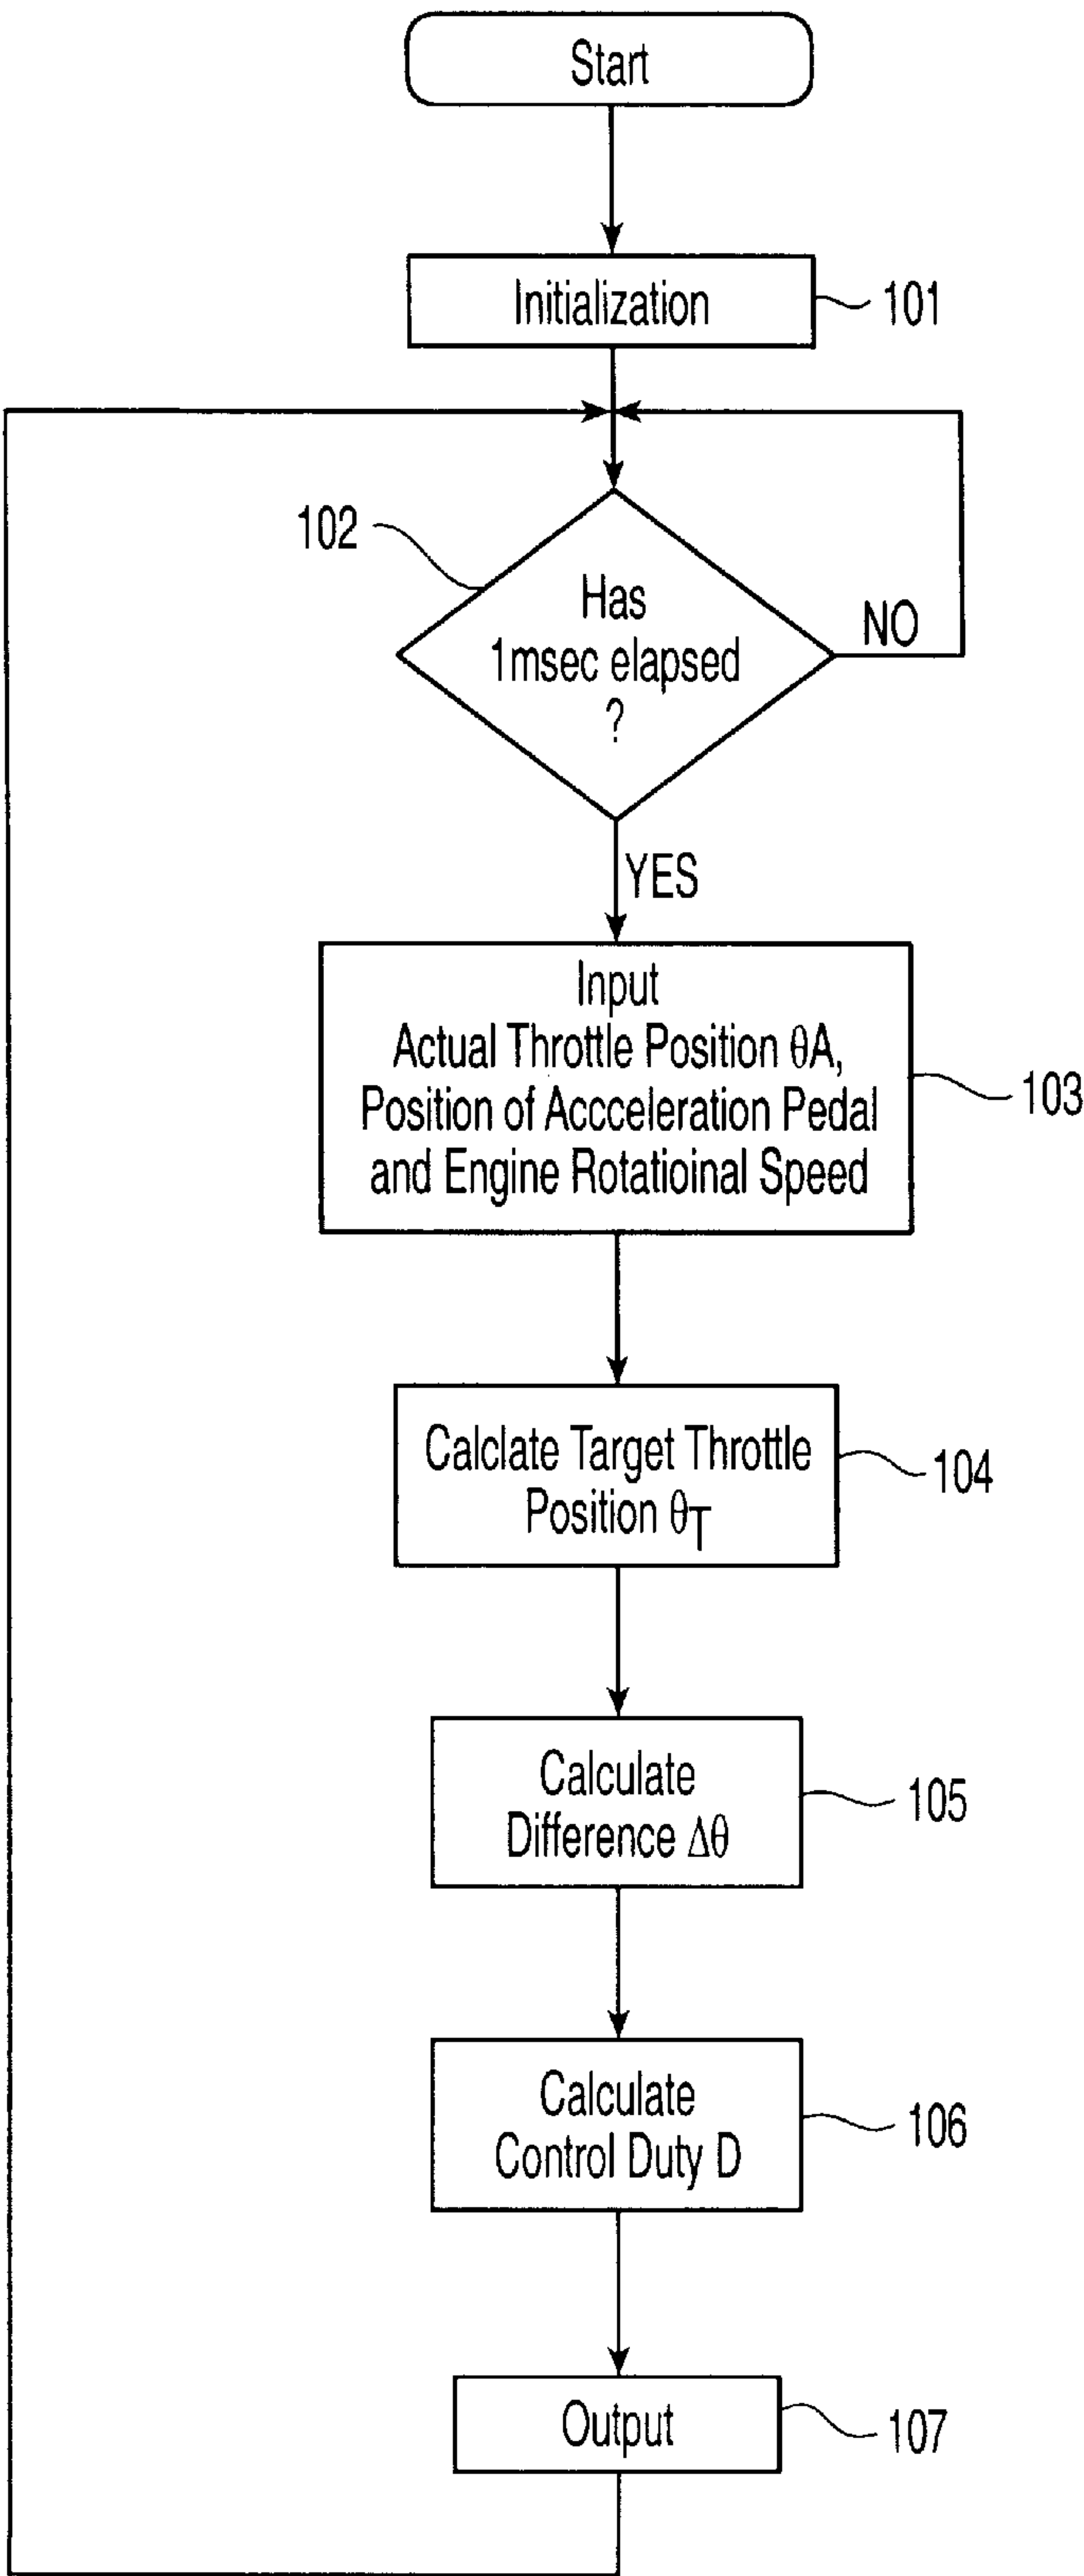 Start
Initialization
101
102
Has
1msec elapsed
?
NO
YES
Input
Actual Throttle Position θA,
Position of Accceleration Pedal
and Engine Rotatioinal Speed
103
Calclate Target Throttle
Position θT
104
Calculate
Difference Δθ
105
Calculate
Control Duty D
106
Output
107